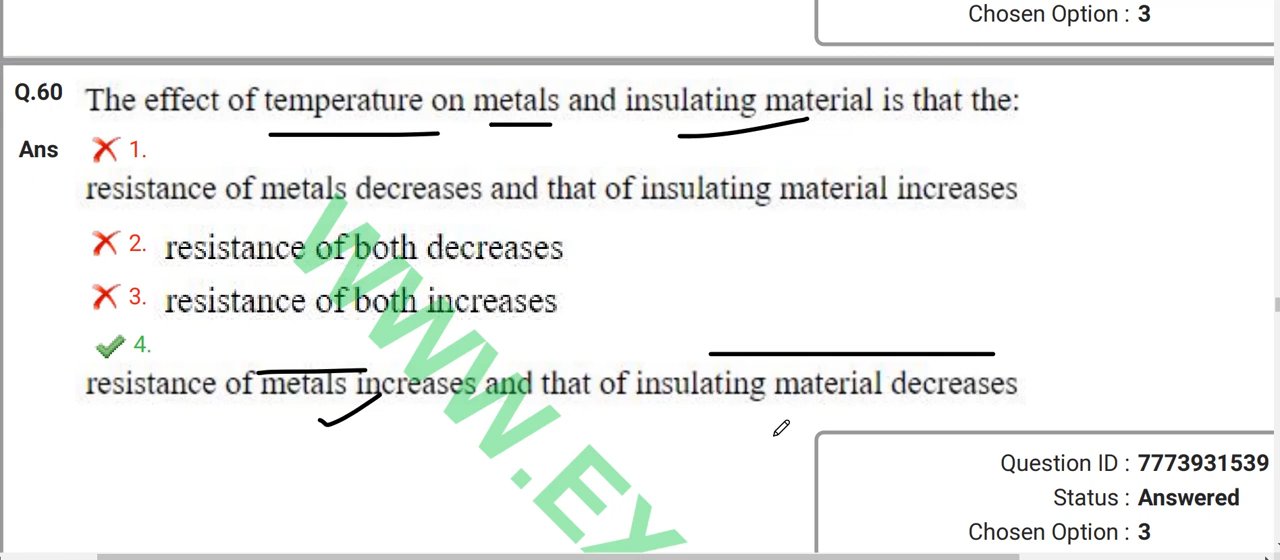 Chosen Option : 3
Q.60 The effect of temperature on metals and insulating material is that the:
Ans 1.
resistance of metals decreases and that of insulating material increases
2. resistance of both decreases
3. resistance of both increases
4.
resistance of metals increases and that of insulating material decreases
WWW.EX
Question ID : 7773931539
Status : Answered
Chosen Option : 3